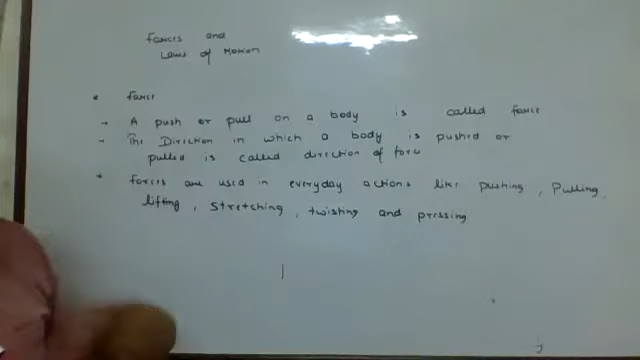 Forces and
Laws of Motion
* Force
→ A push or pull on a body is called force
→ The Direction in which a body is pushed or
pulled is called direction of force
* Forces are used in everyday actions like pushing, pulling,
lifting, stretching, twisting and pressing